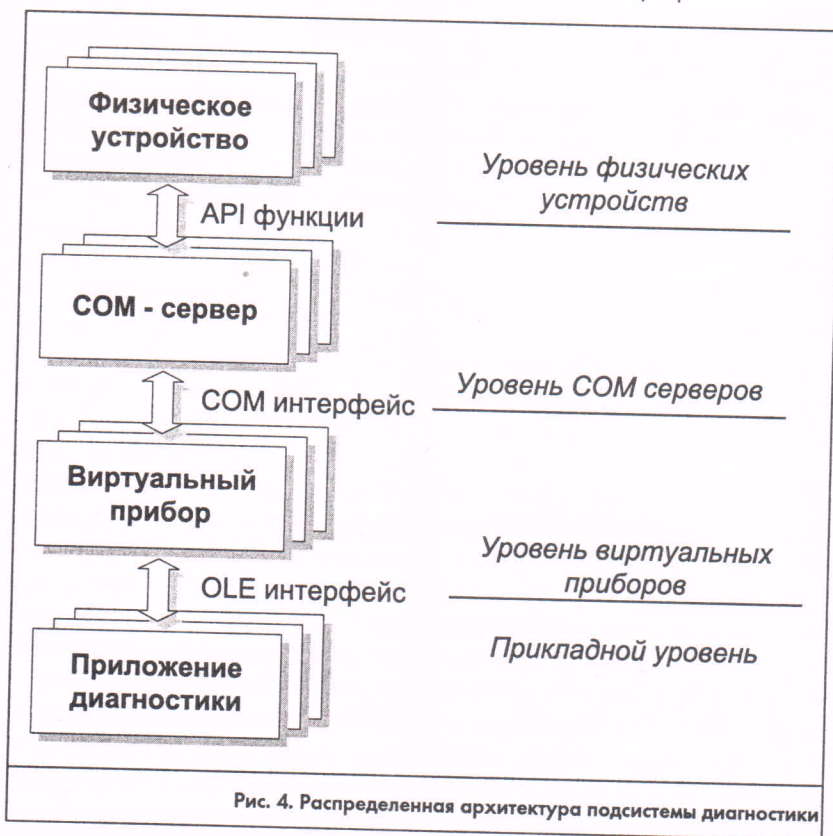 Физическое
устройство
Уровень физических
устройств
API функции
COM - сервер
Уровень COM серверов
COM интерфейс
Виртуальный
прибор
Уровень виртуальных
приборов
OLE интерфейс
Прикладной уровень
Приложение
диагностики
Рис. 4. Распределенная архитектура подсистемы диагностики